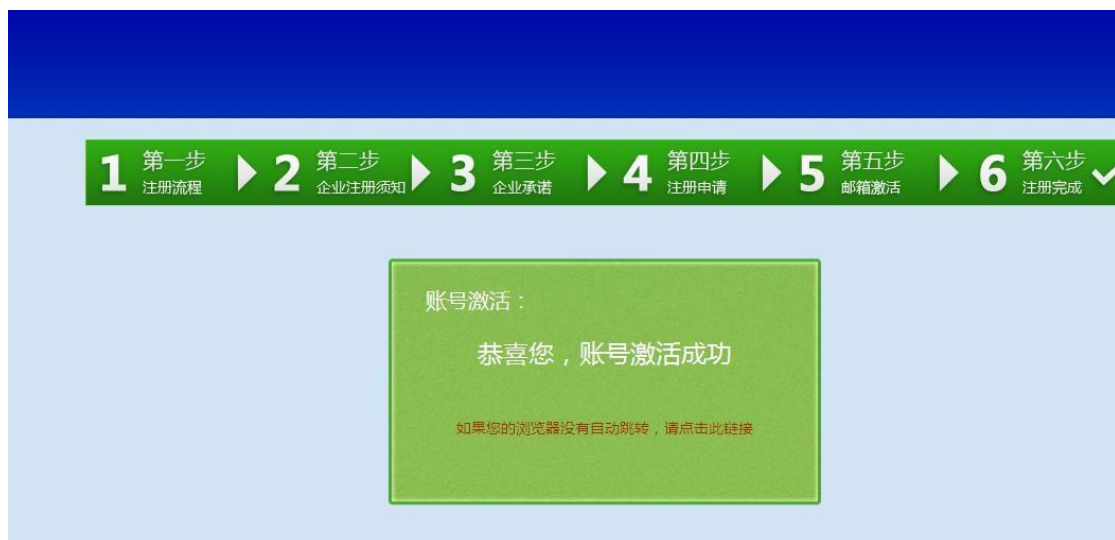 1 第一步 2 第二步 3 第三步 4 第四步 5 第五步 6 第六步
注册流程 企业注册须知 企业承诺 注册申请 邮箱激活 注册完成
账号激活：
恭喜您，账号激活成功
如果您的浏览器没有自动跳转，请点击此链接